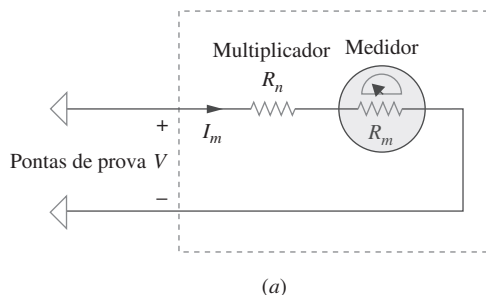 Multiplicador
Medidor
R_n
+
I_m
R_m
Pontas de prova V
−
(a)